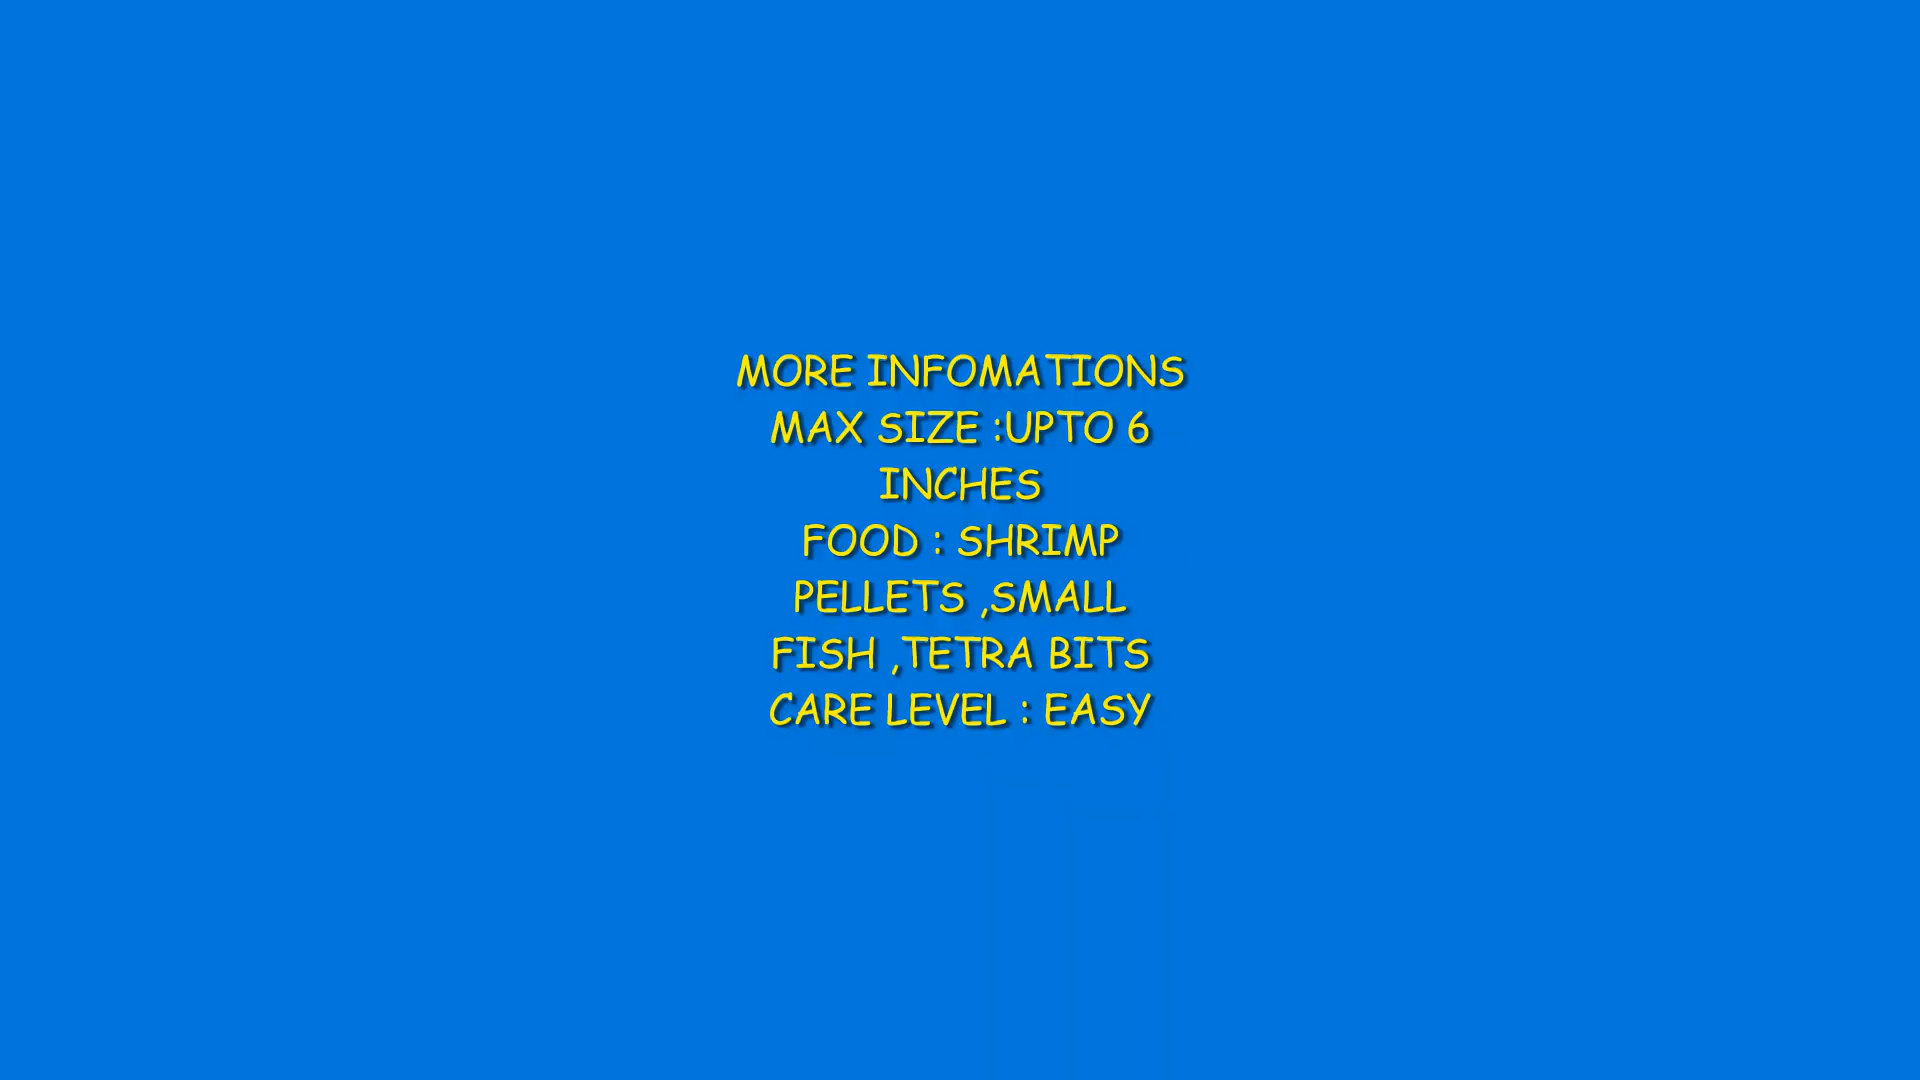 MORE INFOMATIONS
MAX SIZE :UPTO 6
INCHES
FOOD : SHRIMP
PELLETS ,SMALL
FISH ,TETRA BITS
CARE LEVEL : EASY